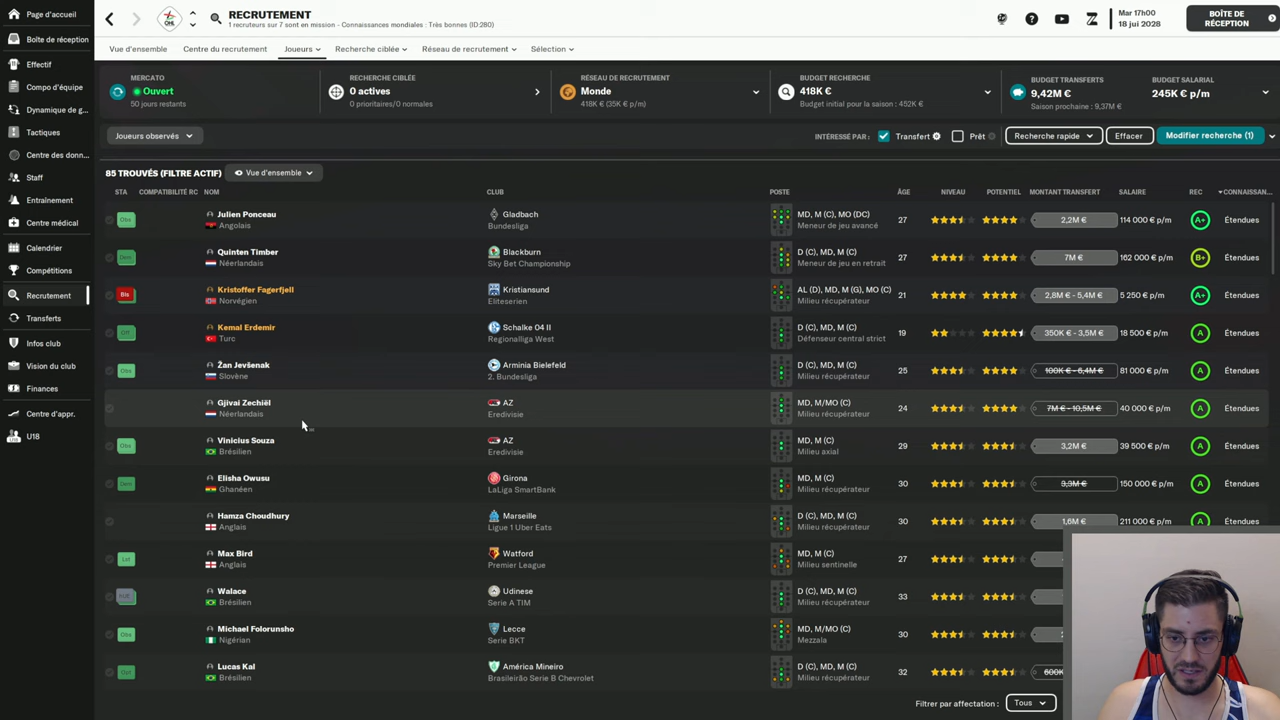 Page d'accueil
Boîte de réception
Effectif
Compo d'équipe
Dynamique de g...
Tactiques
Centre des donn...
Staff
Entrainement
Centre médical
Calendrier
Compétitions
Recrutement
Transferts
Infos club
Vision du club
Finances
Centre d'appr.
U18
OHL
RECRUTEMENT
1 recruteurs sur 7 sont en mission - Connaissances mondiales : Très bonnes (ID:280)
Mar 17h00
18 jui 2028
BOÎTE DE RÉCEPTION
Vue d'ensemble
Centre du recrutement
Joueurs
Recherche ciblée
Réseau de recrutement
Sélection
MERCATO
Ouvert
50 jours restants
RECHERCHE CIBLÉE
0 actives
0 prioritaires/0 normales
RÉSEAU DE RECRUTEMENT
Monde
418K € (35K € p/m)
BUDGET RECHERCHE
418K €
Budget initial pour la saison : 452K €
BUDGET TRANSFERTS
9,42M €
Saison prochaine : 9,37M €
BUDGET SALARIAL
245K € p/m
Joueurs observés
INTÉRESSÉ PAR :
Transfert
Prêt
Recherche rapide
Effacer
Modifier recherche (1)
85 TROUVÉS (FILTRE ACTIF)
Vue d'ensemble
STA COMPATIBILITÉ RC NOM CLUB POSTE ÂGE NIVEAU POTENTIEL MONTANT TRANSFERT SALAIRE REC CONNAISSAN...
Obs Julien Ponceau Gladbach MD, M (C), MO (DC) 27 2,2M € 114 000 € p/m A+ Étendues
Angolais Bundesliga Meneur de jeu avancé
Dem Quinten Timber Blackburn D (C), MD, M (C) 27 7M € 162 000 € p/m B+ Étendues
Néerlandais Sky Bet Championship Meneur de jeu en retrait
Bls Kristoffer Fagerfjell Kristiansund AL (D), MD, M (G), MO (C) 21 2,8M € - 5,4M € 5 250 € p/m A+ Étendues
Norvégien Eliteserien Milieu récupérateur
Off Kemal Erdemir Schalke 04 II D (C), MD, M (C) 19 350K € - 3,5M € 18 500 € p/m A Étendues
Turc Regionalliga West Défenseur central strict
Obs Žan Jevšenak Arminia Bielefeld D (C), MD, M (C) 25 100K € - 6,4M € 81 000 € p/m A Étendues
Slovène 2. Bundesliga Milieu récupérateur
Gjivai Zechiël AZ MD, M/MO (C) 24 7M € - 10,5M € 40 000 € p/m A Étendues
Néerlandais Eredivisie Milieu récupérateur
Obs Vinicius Souza AZ MD, M (C) 29 3,2M € 39 500 € p/m A Étendues
Brésilien Eredivisie Milieu axial
Dem Elisha Owusu Girona MD, M (C) 30 3,3M € 150 000 € p/m A Étendues
Ghanéen LaLiga SmartBank Milieu récupérateur
Hamza Choudhury Marseille D (C), MD, M (C) 30 1,6M € 211 000 € p/m A Étendues
Anglais Ligue 1 Uber Eats Milieu récupérateur
Lst Max Bird Watford MD, M (C) 27
Anglais Premier League Milieu sentinelle
Walace Udinese D (C), MD, M (C) 33
Brésilien Serie A TIM Milieu récupérateur
Obs Michael Folorunsho Lecce MD, M/MO (C) 30
Nigérian Serie BKT Mezzala
Lucas Kal América Mineiro D (C), MD, M (C) 32
Brésilien Brasileirão Serie B Chevrolet Milieu récupérateur
Filtrer par affectation : Tous